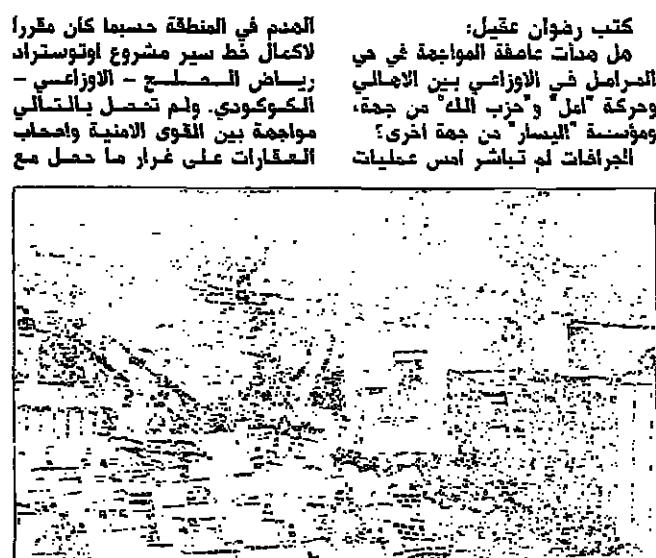 كتب رضوان عقيل:
هل هدأت عاصفة المواجهة في حي
المرامل في الاوزاعي بين الاهالي
وحركة "امل" و"حزب الله" من جهة،
ومؤسسة "اليسار" من جهة اخرى؟
الجرافات لم تباشر امس عمليات
الهدم في المنطقة حسبما كان مقررا
لاكمال خط سير مشروع اوتوستراد
رياض الصلح - الاوزاعي -
الكوكودي. ولم تحصل بالتالي
مواجهة بين القوى الامنية واصحاب
العقارات على غرار ما حصل مع